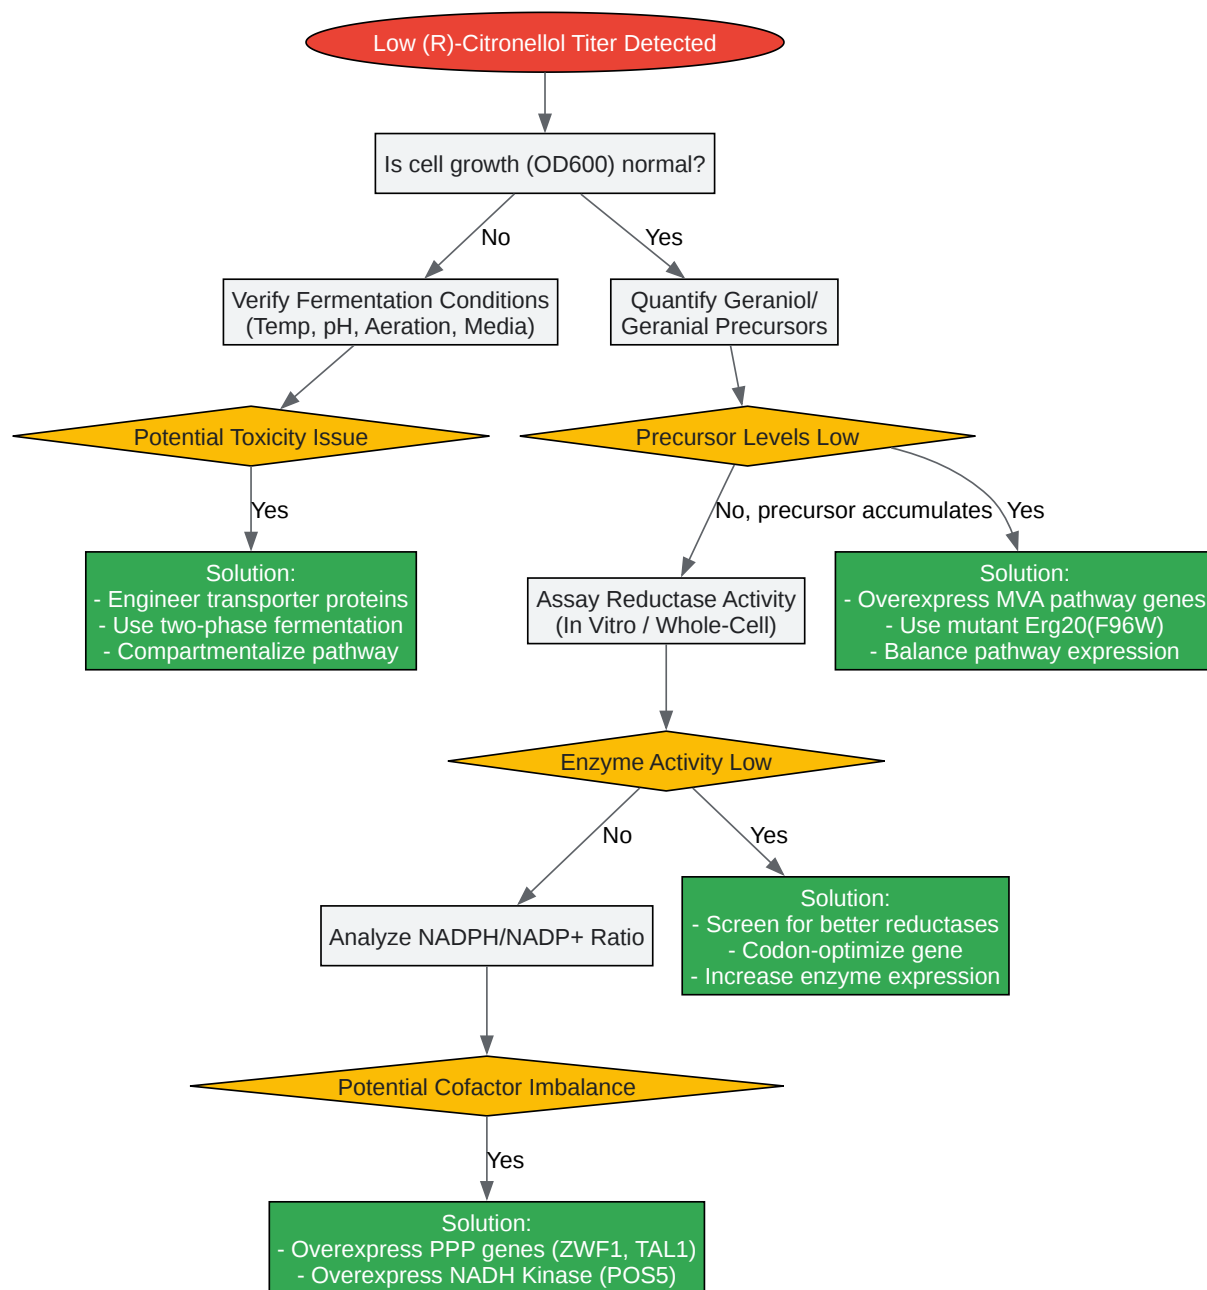 Low (R)-Citronellol Titer Detected
Is cell growth (OD600) normal?
No
Yes
Verify Fermentation Conditions
(Temp, pH, Aeration, Media)
Quantify Geraniol/
Geranial Precursors
Potential Toxicity Issue
Precursor Levels Low
Yes
No, precursor accumulates
Yes
Solution:
- Engineer transporter proteins
- Use two-phase fermentation
- Compartmentalize pathway
Assay Reductase Activity
(In Vitro / Whole-Cell)
Solution:
- Overexpress MVA pathway genes
- Use mutant Erg20(F96W)
- Balance pathway expression
Enzyme Activity Low
No
Yes
Analyze NADPH/NADP+ Ratio
Solution:
- Screen for better reductases
- Codon-optimize gene
- Increase enzyme expression
Potential Cofactor Imbalance
Yes
Solution:
- Overexpress PPP genes (ZWF1, TAL1)
- Overexpress NADH Kinase (POS5)